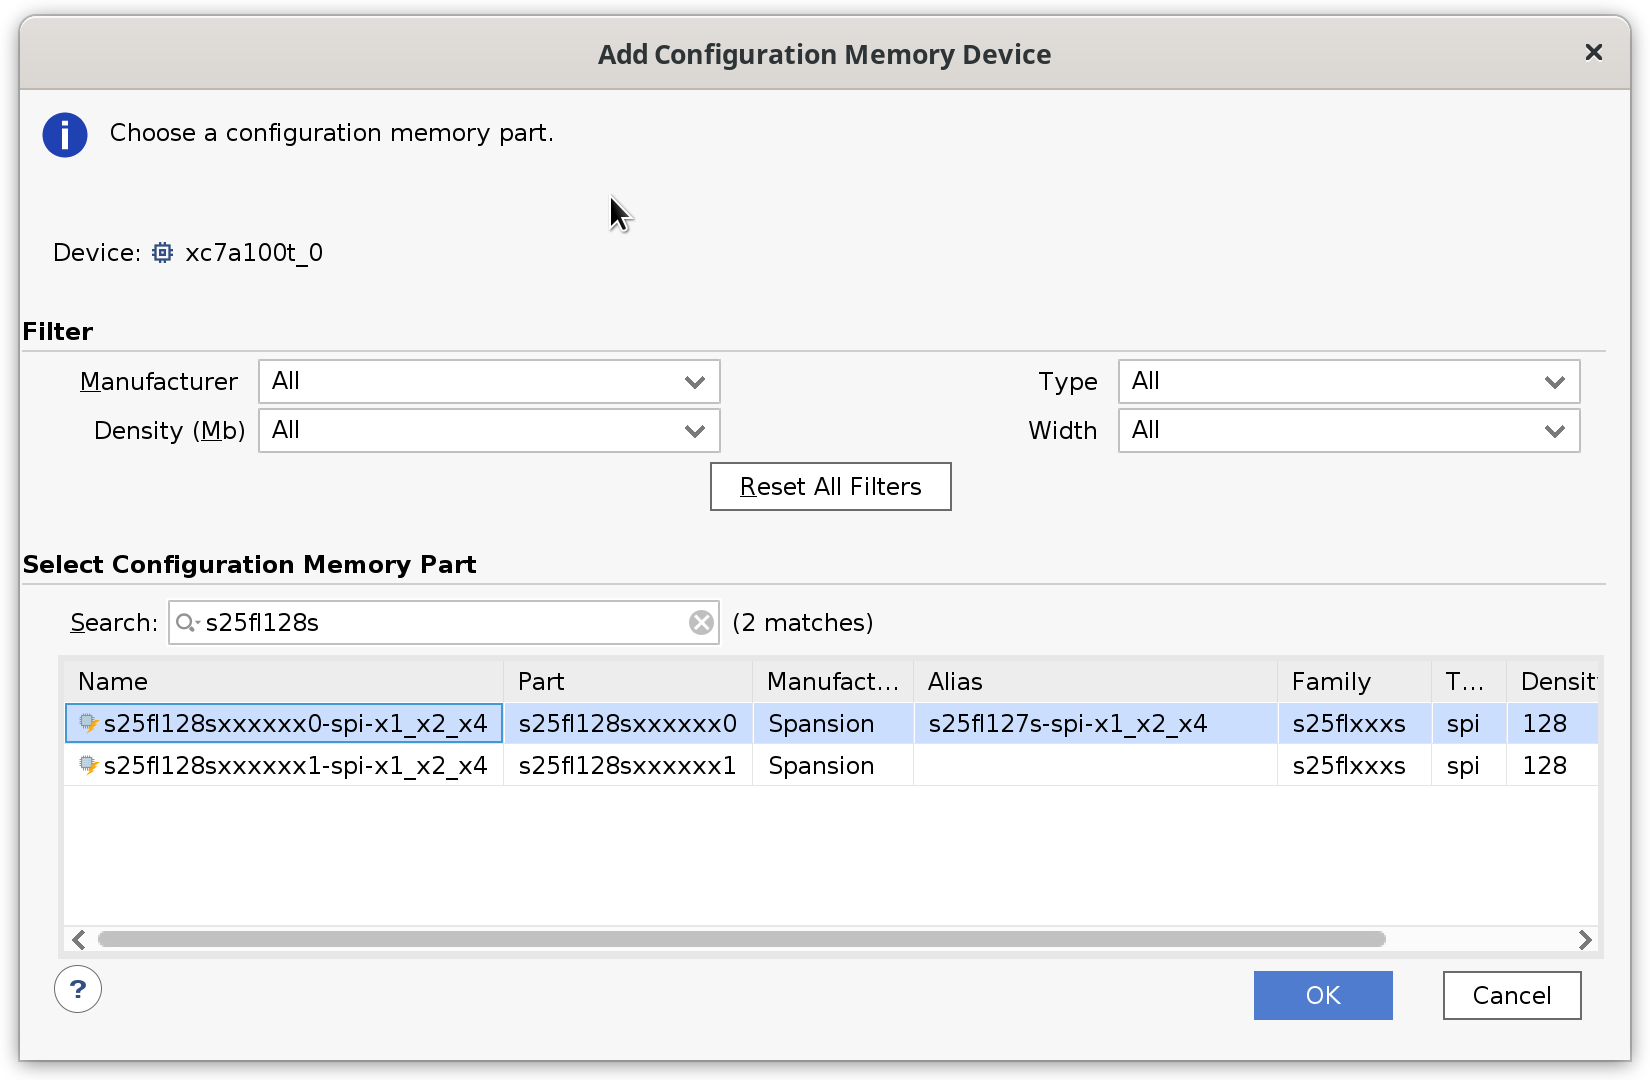 Add Configuration Memory Device
Choose a configuration memory part.
Device: xc7a100t_0
Filter
Manufacturer All Type All
Density (Mb) All Width All
Reset All Filters
Select Configuration Memory Part
Search: s25fl128s (2 matches)
Name Part Manufact... Alias Family T... Densit
s25fl128sxxxxxx0-spi-x1_x2_x4 s25fl128sxxxxxx0 Spansion s25fl127s-spi-x1_x2_x4 s25flxxxs spi 128
s25fl128sxxxxxx1-spi-x1_x2_x4 s25fl128sxxxxxx1 Spansion s25flxxxs spi 128
? OK Cancel